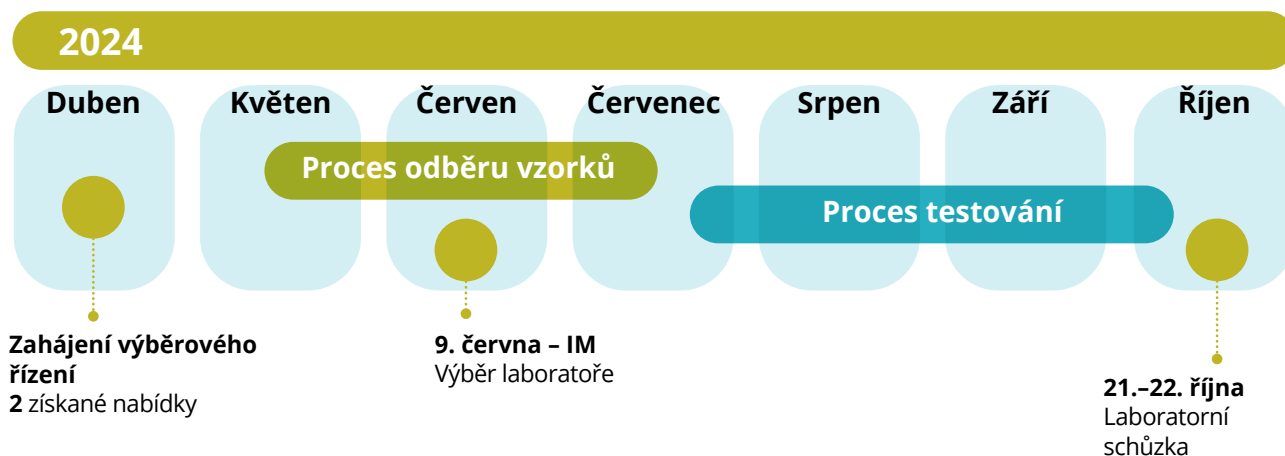 2024
Duben
Květen
Červen
Červenec
Srpen
Září
Říjen
Proces odběru vzorků
Proces testování
Zahájení výběrového
řízení
2 získané nabídky
9. června – IM
Výběr laboratoře
21.–22. října
Laboratorní
schůzka